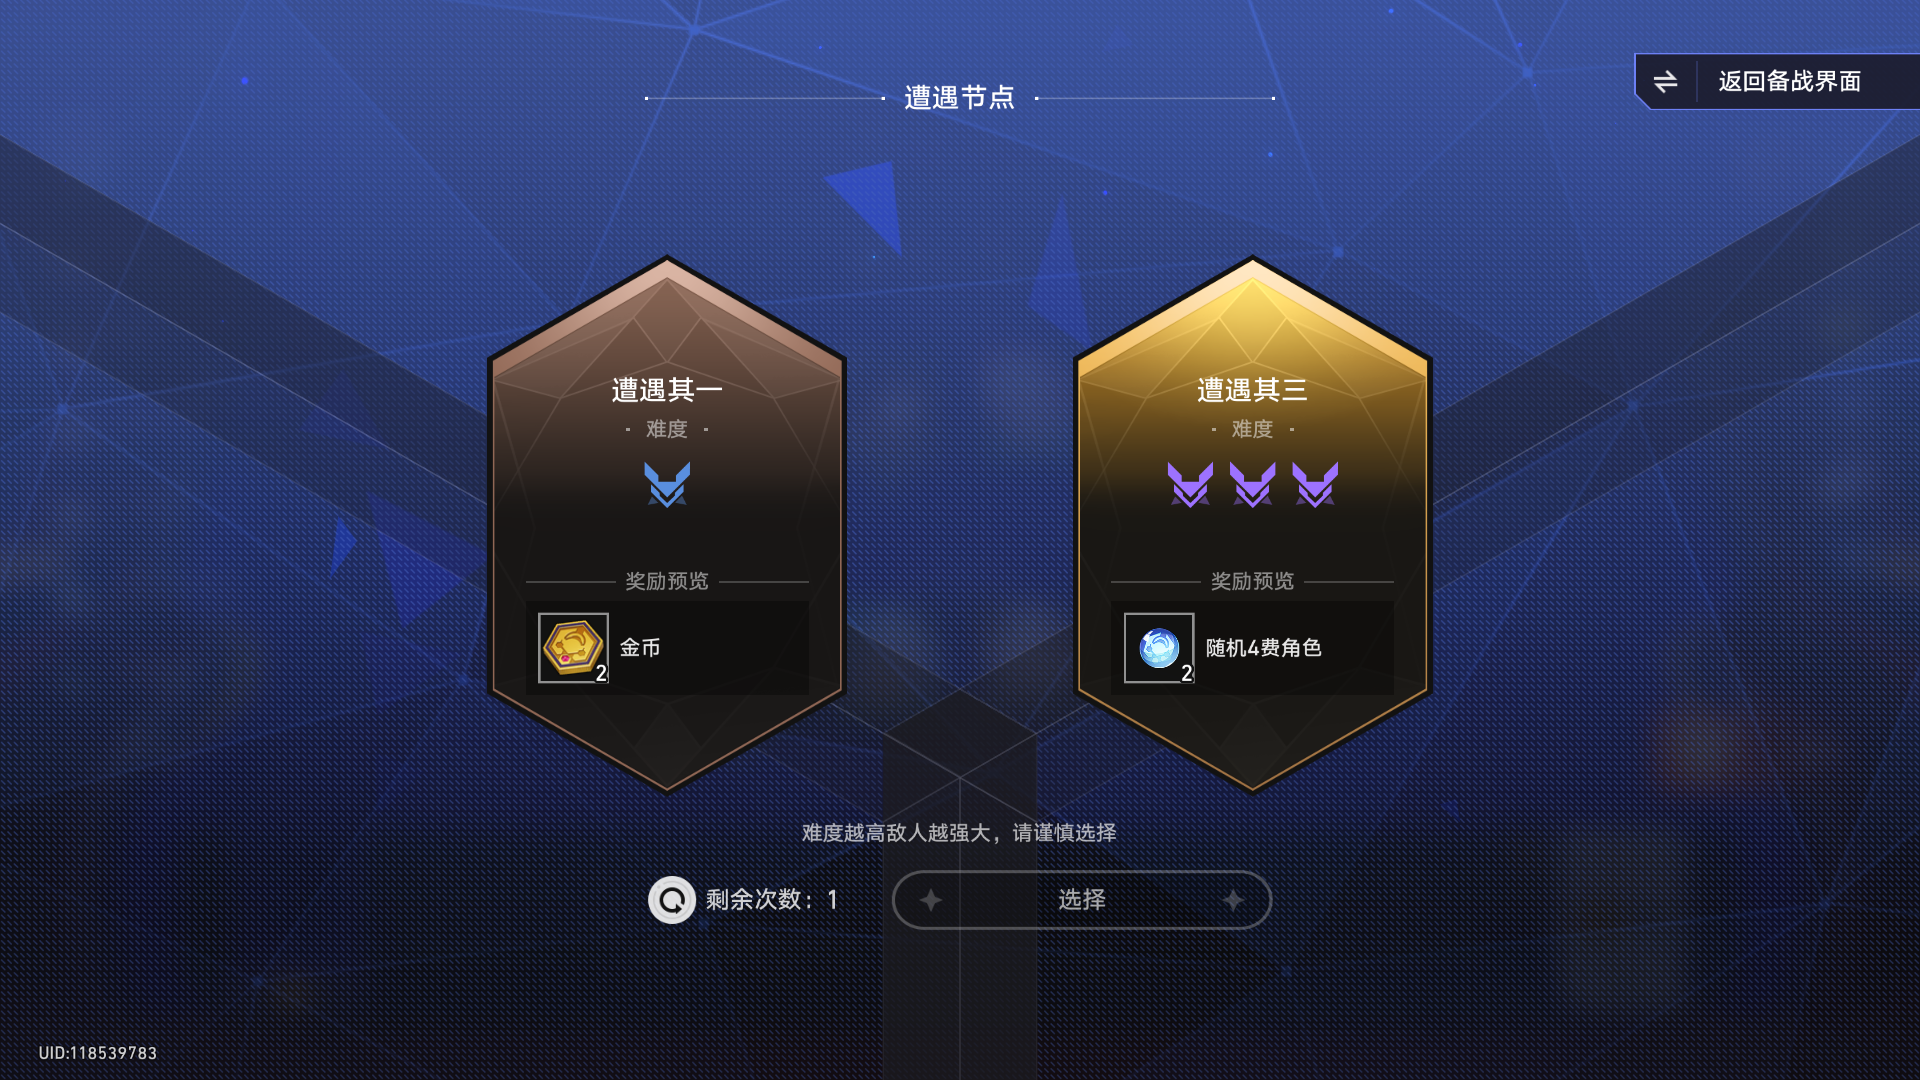 遭遇节点
返回备战界面
遭遇其一
难度
奖励预览
2
金币
遭遇其三
难度
奖励预览
2
随机4费角色
难度越高敌人越强大，请谨慎选择
剩余次数：1
选择
UID:118539783